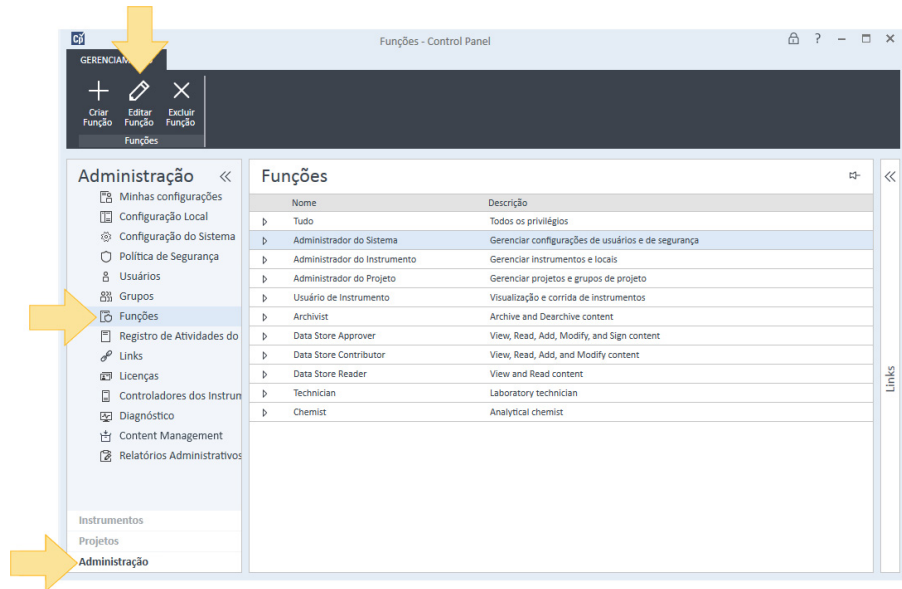 Cp
Funções - Control Panel
?
GERENCIAM
Criar Função
Editar Função
Excluir Função
Funções
Administração
Minhas configurações
Configuração Local
Configuração do Sistema
Política de Segurança
Usuários
Grupos
Funções
Registro de Atividades do
Links
Licenças
Controladores dos Instrum
Diagnóstico
Content Management
Relatórios Administrativos
Instrumentos
Projetos
Administração
Funções
Nome Descrição
Tudo Todos os privilégios
Administrador do Sistema Gerenciar configurações de usuários e de segurança
Administrador do Instrumento Gerenciar instrumentos e locais
Administrador do Projeto Gerenciar projetos e grupos de projeto
Usuário de Instrumento Visualização e corrida de instrumentos
Archivist Archive and Dearchive content
Data Store Approver View, Read, Add, Modify, and Sign content
Data Store Contributor View, Read, Add, and Modify content
Data Store Reader View and Read content
Technician Laboratory technician
Chemist Analytical chemist
Links